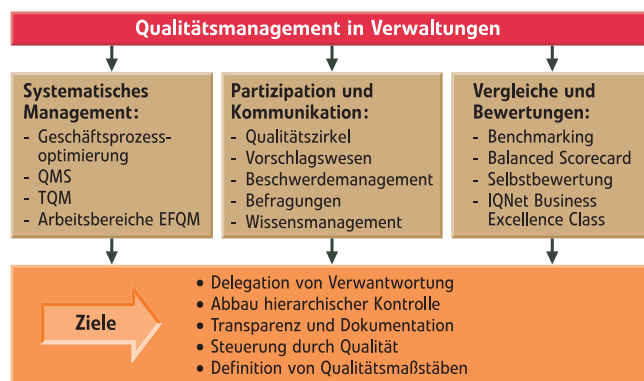 Qualitätsmanagement in Verwaltungen
Systematisches
Management:
- Geschäftsprozess-
optimierung
- QMS
- TQM
- Arbeitsbereiche EFQM
Partizipation und
Kommunikation:
- Qualitätszirkel
- Vorschlagswesen
- Beschwerdemanagement
- Befragungen
- Wissensmanagement
Vergleiche und
Bewertungen:
- Benchmarking
- Balanced Scorecard
- Selbstbewertung
- IQNet Business
Excellence Class
Ziele
• Delegation von Verwantwortung
• Abbau hierarchischer Kontrolle
• Transparenz und Dokumentation
• Steuerung durch Qualität
• Definition von Qualitätsmaßstäben